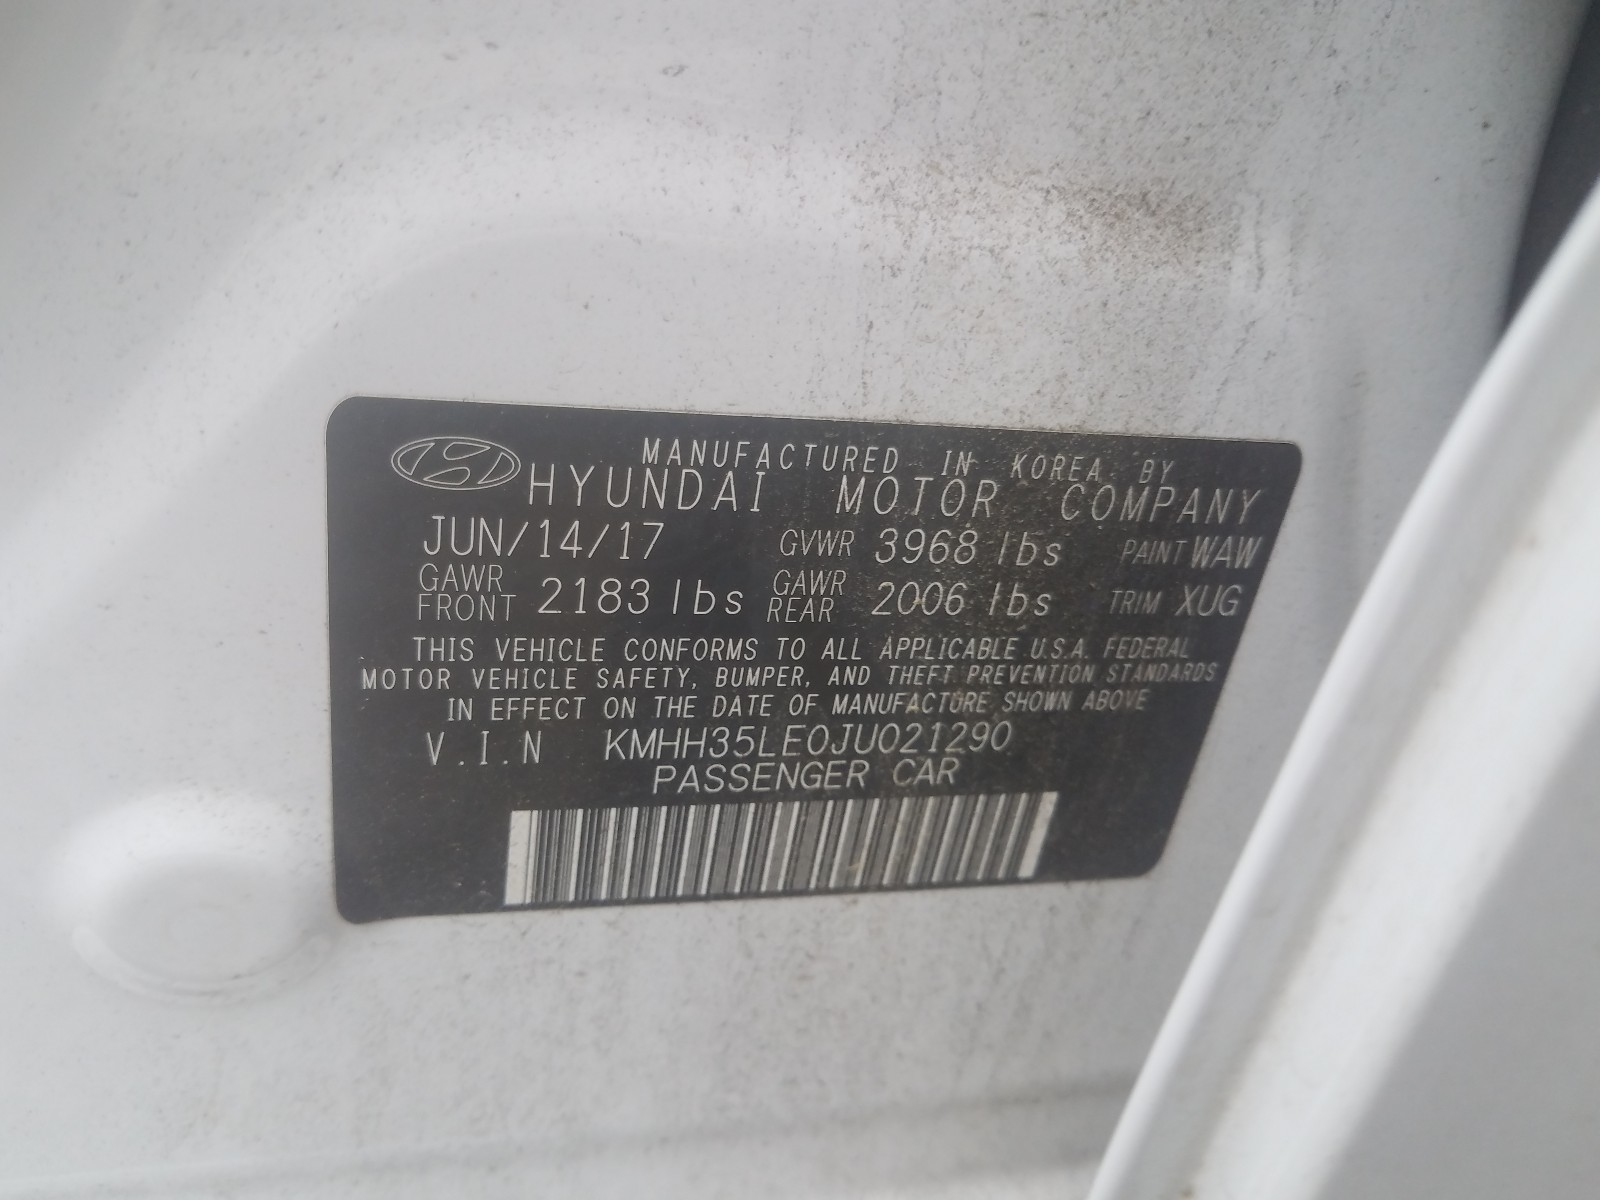 MANUFACTURED IN KOREA BY
HYUNDAI MOTOR COMPANY
JUN/14/17 GVWR 3968 lbs PAINT WAW
GAWR FRONT 2183 lbs GAWR REAR 2006 lbs TRIM XUG
THIS VEHICLE CONFORMS TO ALL APPLICABLE U.S.A. FEDERAL
MOTOR VEHICLE SAFETY, BUMPER, AND THEFT PREVENTION STANDARDS
IN EFFECT ON THE DATE OF MANUFACTURE SHOWN ABOVE
V.I.N KMHH35LE0JU021290
PASSENGER CAR